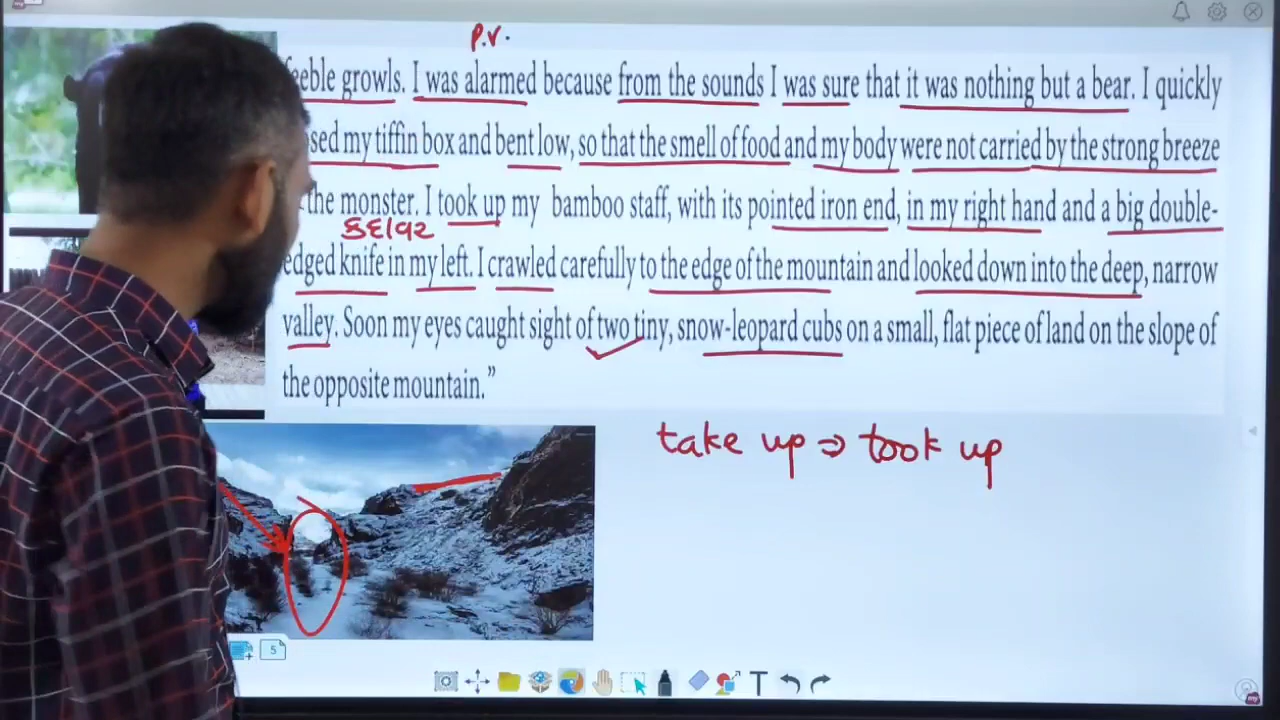 P.V.
feeble growls. I was alarmed because from the sounds I was sure that it was nothing but a bear. I quickly
my tiffin box and bent low, so that the smell of food and my body were not carried by the strong breeze
the monster. I took up my bamboo staff, with its pointed iron end, in my right hand and a big double-
edged knife in my left. I crawled carefully to the edge of the mountain and looked down into the deep, narrow
valley. Soon my eyes caught sight of two tiny, snow-leopard cubs on a small, flat piece of land on the slope of
the opposite mountain.”
take up ⇒ took up
5
T